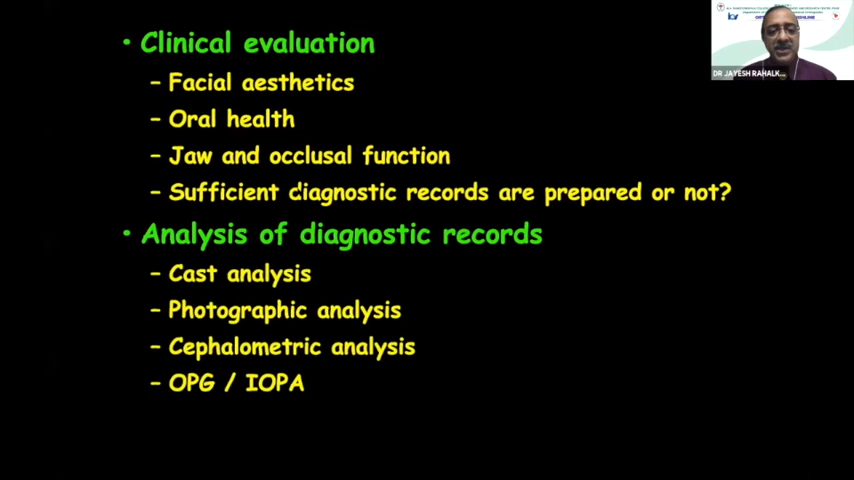 • Clinical evaluation
– Facial aesthetics
– Oral health
– Jaw and occlusal function
– Sufficient diagnostic records are prepared or not?
• Analysis of diagnostic records
– Cast analysis
– Photographic analysis
– Cephalometric analysis
– OPG / IOPA
DR JAYESH RAHALK...